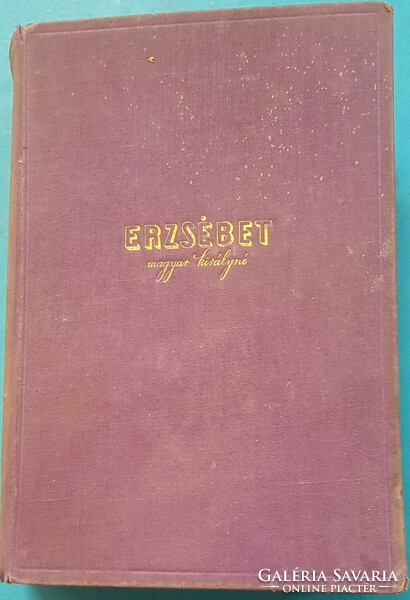 ERZSÉBET
magyar királyné
GALÉRIA SAVARIA
ONLINE PIACTÉR